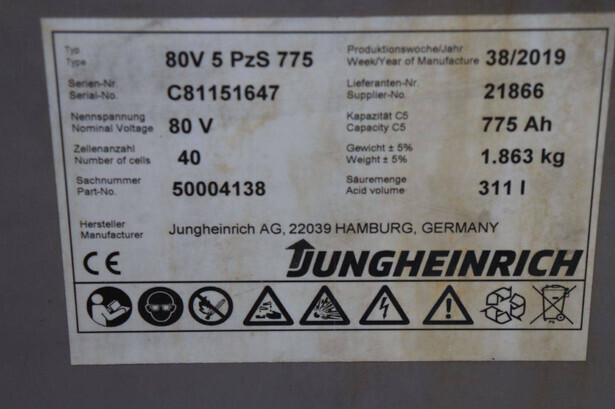 Typ
Type 80V 5 PzS 775
Produktionswoche/Jahr
Week/Year of Manufacture 38/2019
Serien-Nr.
Serial-No. C81151647
Lieferanten-Nr.
Supplier-No. 21866
Nennspannung
Nominal Voltage 80 V
Kapazität C5
Capacity C5 775 Ah
Zellenanzahl
Number of cells 40
Gewicht ± 5%
Weight ± 5% 1.863 kg
Sachnummer
Part-No. 50004138
Säuremenge
Acid volume 311 l
Hersteller
Manufacturer Jungheinrich AG, 22039 HAMBURG, GERMANY
CE
JUNGHEINRICH